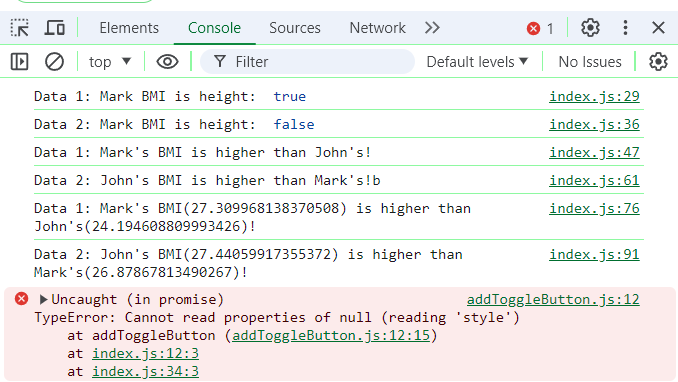 Elements Console Sources Network 1
top Filter Default levels No Issues
Data 1: Mark BMI is height: true index.js:29
Data 2: Mark BMI is height: false index.js:36
Data 1: Mark's BMI is higher than John's! index.js:47
Data 2: John's BMI is higher than Mark's!b index.js:61
Data 1: Mark's BMI(27.309968138370508) is higher than index.js:76
John's(24.194608809993426)!
Data 2: John's BMI(27.44059917355372) is higher than index.js:91
Mark's(26.87867813490267)!
Uncaught (in promise) addToggleButton.js:12
TypeError: Cannot read properties of null (reading 'style')
at addToggleButton (addToggleButton.js:12:15)
at index.js:12:3
at index.js:34:3